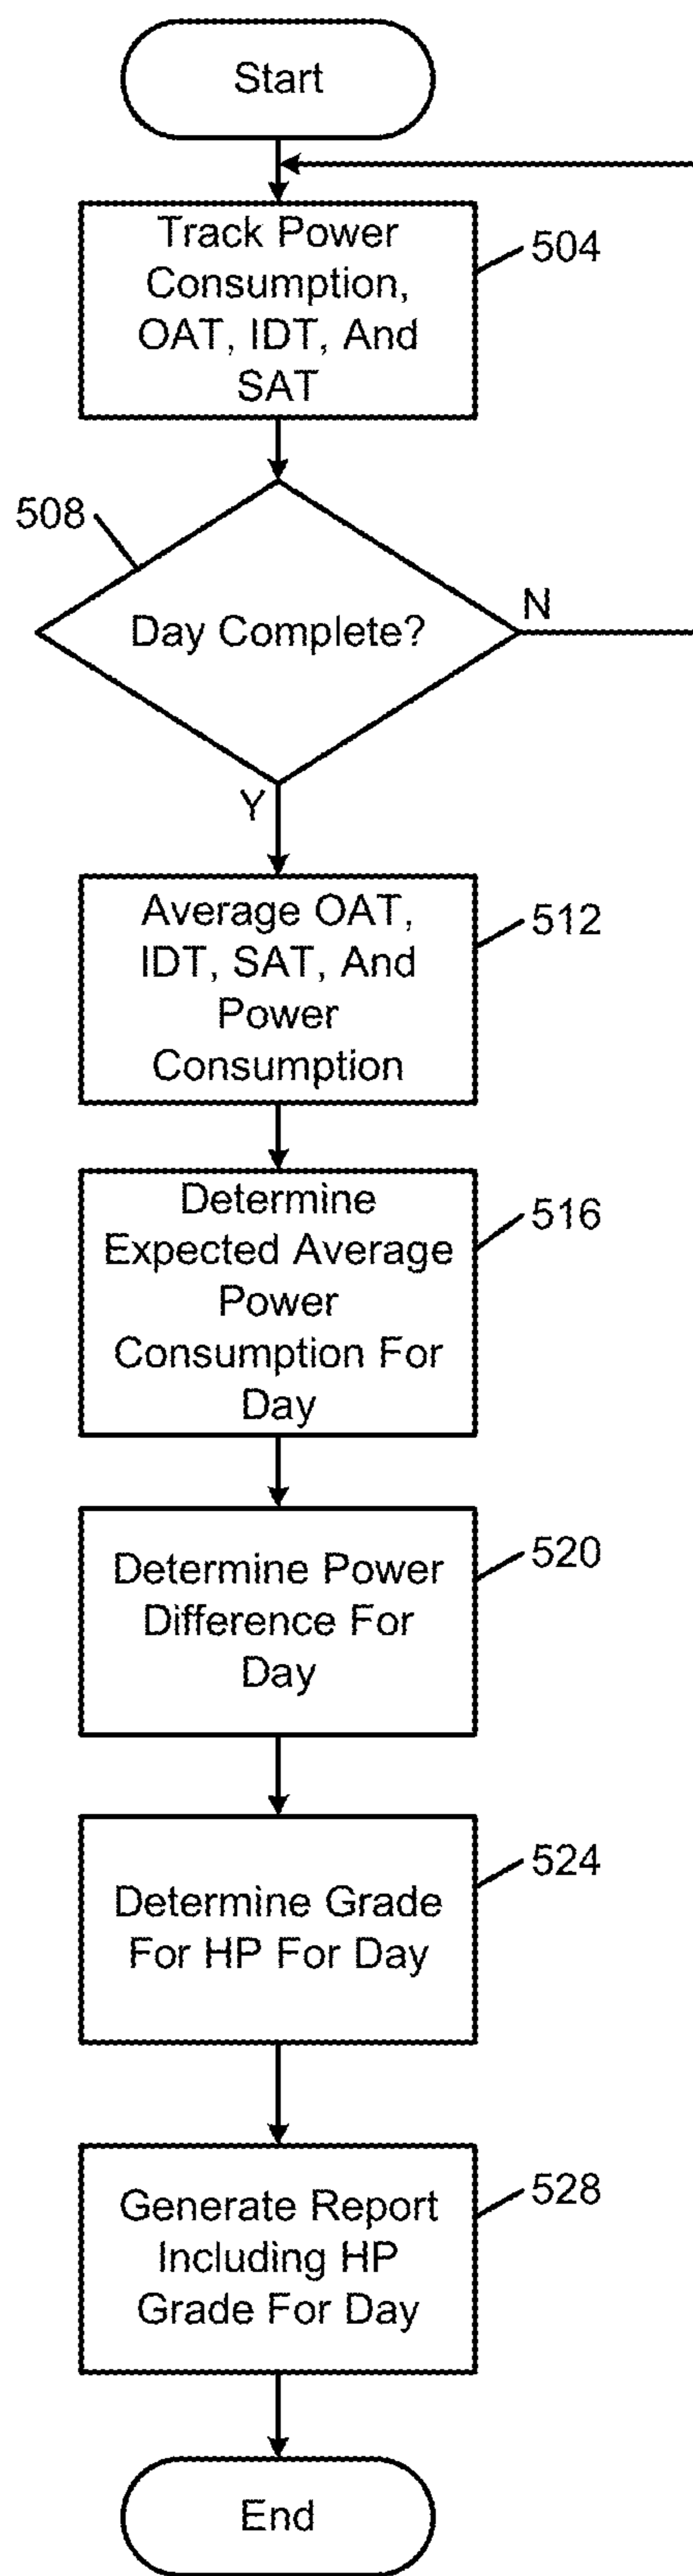 Start
Track Power
Consumption,
OAT, IDT, And
SAT
504
508
Day Complete?
N
Y
Average OAT,
IDT, SAT, And
Power
Consumption
512
Determine
Expected Average
Power
Consumption For
Day
516
Determine Power
Difference For
Day
520
Determine Grade
For HP For Day
524
Generate Report
Including HP
Grade For Day
528
End